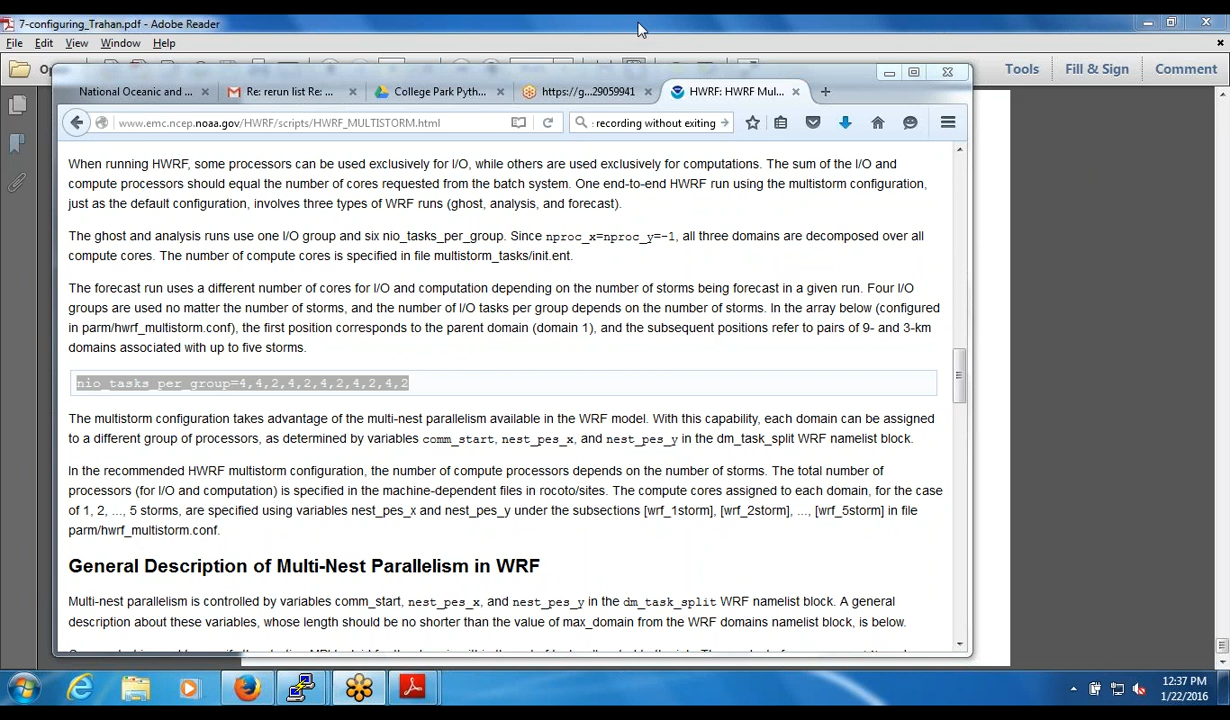 7-configuring_Trahan.pdf - Adobe Reader
File Edit View Window Help
Tools Fill & Sign Comment
National Oceanic and ... Re: rerun list Re: ... College Park Pyth... https://g...29059941 HWRF: HWRF Mul...
www.emc.ncep.noaa.gov/HWRF/scripts/HWRF_MULTISTORM.html : recording without exiting
When running HWRF, some processors can be used exclusively for I/O, while others are used exclusively for computations. The sum of the I/O and
compute processors should equal the number of cores requested from the batch system. One end-to-end HWRF run using the multistorm configuration,
just as the default configuration, involves three types of WRF runs (ghost, analysis, and forecast).
The ghost and analysis runs use one I/O group and six nio_tasks_per_group. Since nproc_x=nproc_y=-1, all three domains are decomposed over all
compute cores. The number of compute cores is specified in file multistorm_tasks/init.ent.
The forecast run uses a different number of cores for I/O and computation depending on the number of storms being forecast in a given run. Four I/O
groups are used no matter the number of storms, and the number of I/O tasks per group depends on the number of storms. In the array below (configured
in parm/hwrf_multistorm.conf), the first position corresponds to the parent domain (domain 1), and the subsequent positions refer to pairs of 9- and 3-km
domains associated with up to five storms.
nio_tasks_per_group=4,4,2,4,2,4,2,4,2,4,2
The multistorm configuration takes advantage of the multi-nest parallelism available in the WRF model. With this capability, each domain can be assigned
to a different group of processors, as determined by variables comm_start, nest_pes_x, and nest_pes_y in the dm_task_split WRF namelist block.
In the recommended HWRF multistorm configuration, the number of compute processors depends on the number of storms. The total number of
processors (for I/O and computation) is specified in the machine-dependent files in rocoto/sites. The compute cores assigned to each domain, for the case
of 1, 2, ..., 5 storms, are specified using variables nest_pes_x and nest_pes_y under the subsections [wrf_1storm], [wrf_2storm], ..., [wrf_5storm] in file
parm/hwrf_multistorm.conf.
General Description of Multi-Nest Parallelism in WRF
Multi-nest parallelism is controlled by variables comm_start, nest_pes_x, and nest_pes_y in the dm_task_split WRF namelist block. A general
description about these variables, whose length should be no shorter than the value of max_domain from the WRF domains namelist block, is below.
12:37 PM
1/22/2016